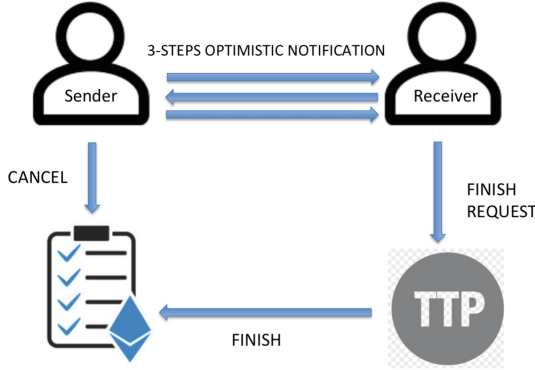 3-STEPS OPTIMISTIC NOTIFICATION
Sender
Receiver
CANCEL
FINISH
REQUEST
TTP
FINISH